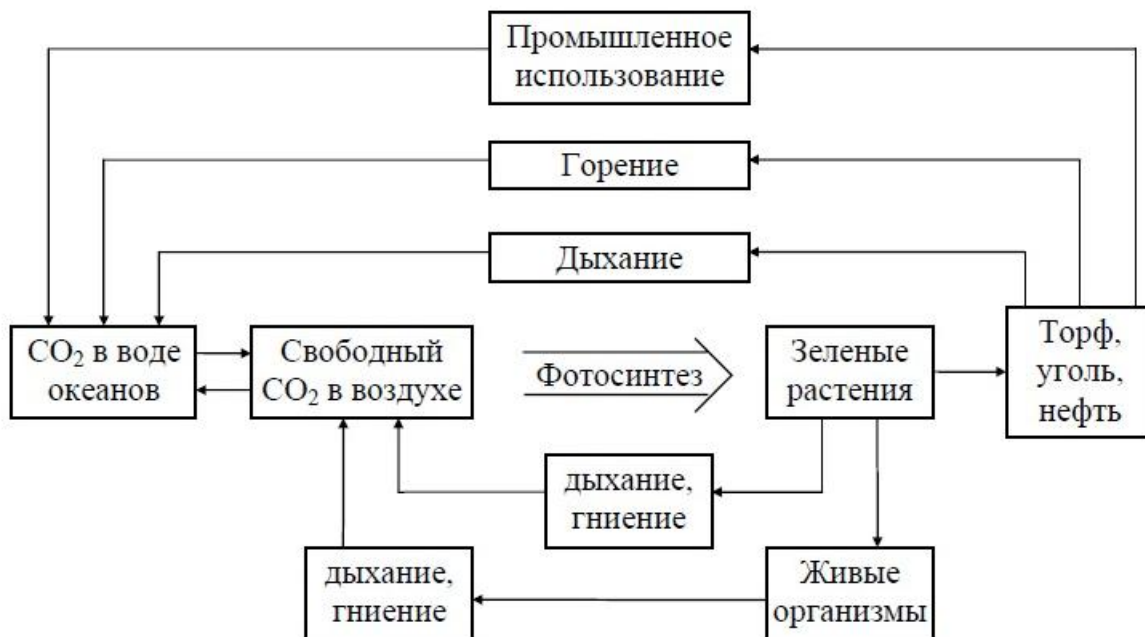 Промышленное
использование
Горение
Дыхание
CO₂ в воде
океанов
Свободный
CO₂ в воздухе
Фотосинтез
Зеленые
растения
Торф,
уголь,
нефть
дыхание,
гниение
дыхание,
гниение
Живые
организмы